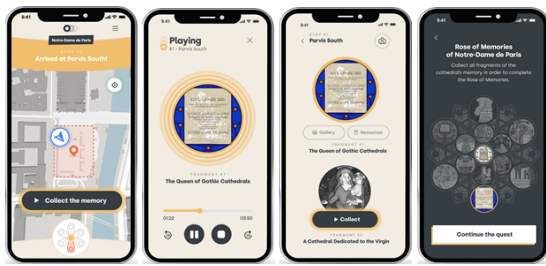 9:41
Notre-Dame de Paris
STOP #1
Arrived at Parvis South!
Collect the memory
9:41
Playing
#1 - Parvis South
FRAGMENT #1
The Queen of Gothic Cathedrals
01:22
03:50
9:41
STOP #1
Parvis South
Gallery
Resources
FRAGMENT #1
The Queen of Gothic Cathedrals
Collect
FRAGMENT #2
A Cathedral Dedicated to the Virgin
9:41
Rose of Memories
of Notre-Dame de Paris
Collect all fragments of the
cathedral's memory in order to complete
the Rose of Memories.
Continue the quest